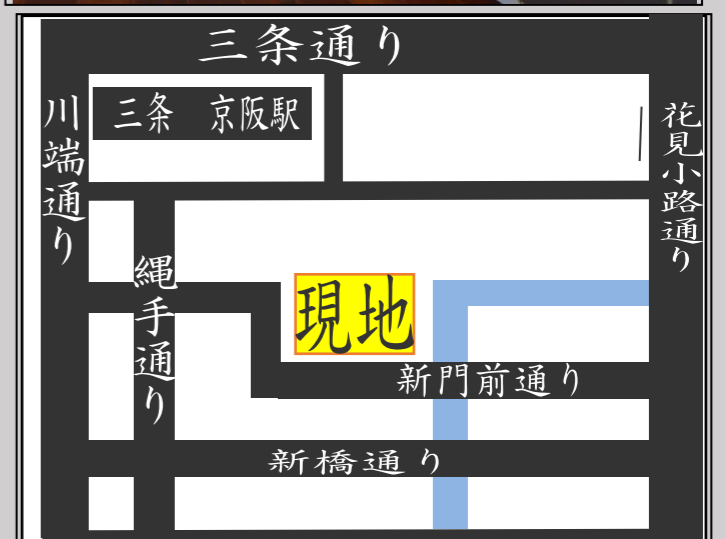 三条通り
川端通り
三条　京阪駅
花見小路通り
縄手通り
現地
新門前通り
新橋通り